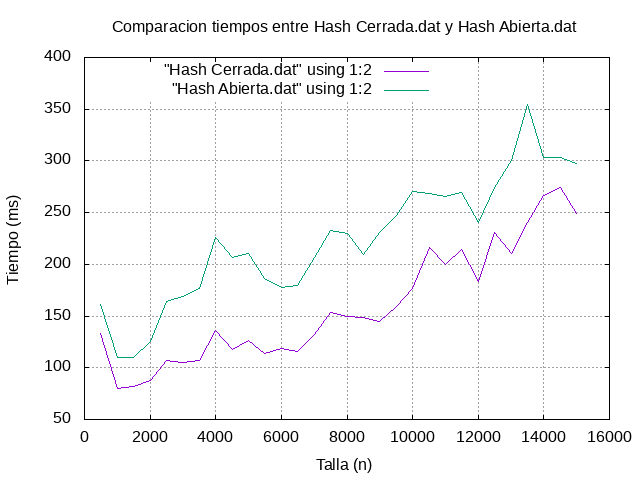 Comparacion tiempos entre Hash Cerrada.dat y Hash Abierta.dat
400
350
300
250
200
150
100
50
"Hash Cerrada.dat" using 1:2
"Hash Abierta.dat" using 1:2
Tiempo (ms)
0 2000 4000 6000 8000 10000 12000 14000 16000
Talla (n)